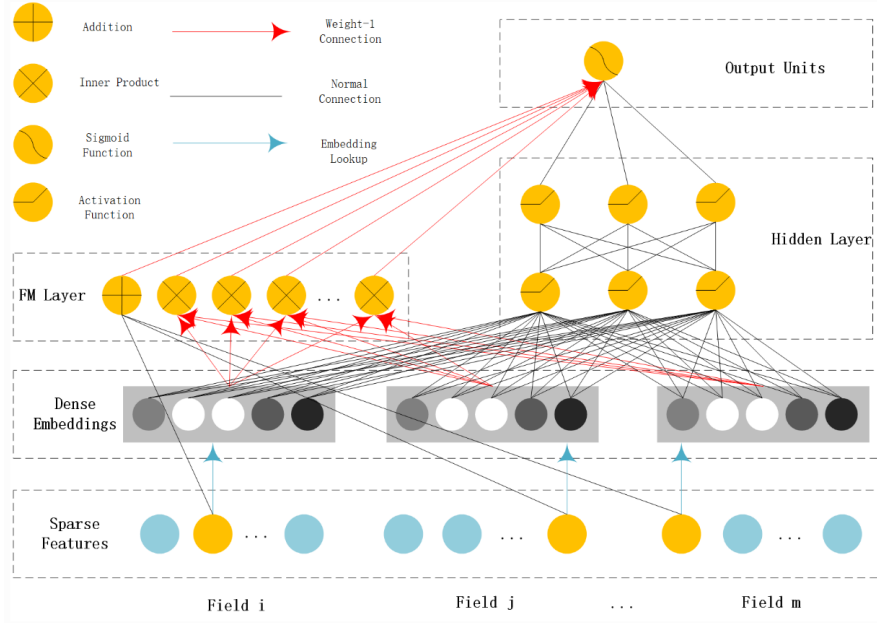 Addition
Weight-1
Connection
Inner Product
Normal
Connection
Sigmoid
Function
Embedding
Lookup
Activation
Function
Output Units
Hidden Layer
FM Layer
...
Dense
Embeddings
Sparse
Features
... ... ...
Field i Field j ... Field m